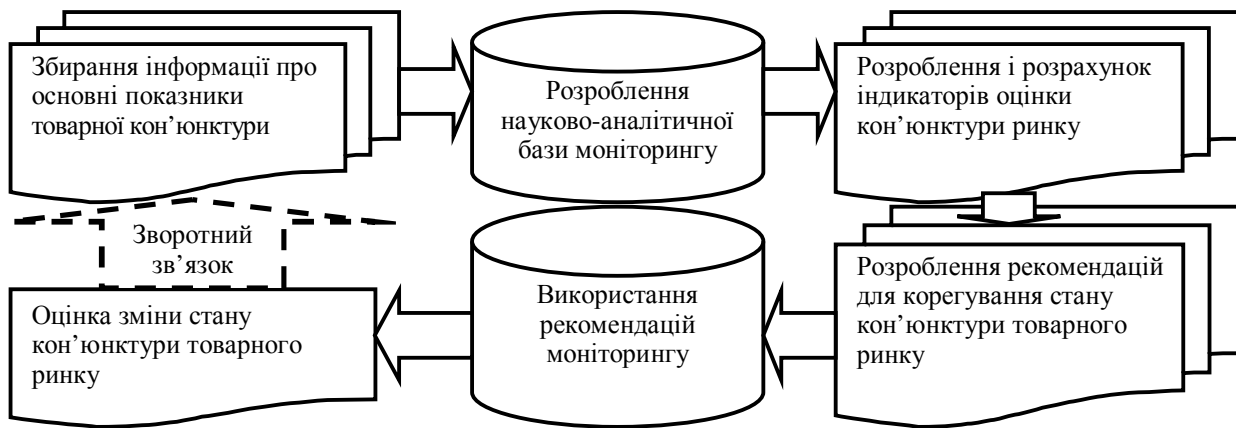 Збирання інформації про
основні показники
товарної кон’юнктури
Розроблення
науково-аналітичної
бази моніторингу
Розроблення і розрахунок
індикаторів оцінки
кон’юнктури ринку
Розроблення рекомендацій
для корегування стану
кон’юнктури товарного
ринку
Використання
рекомендацій
моніторингу
Оцінка зміни стану
кон’юнктури товарного
ринку
Зворотний
зв’язок